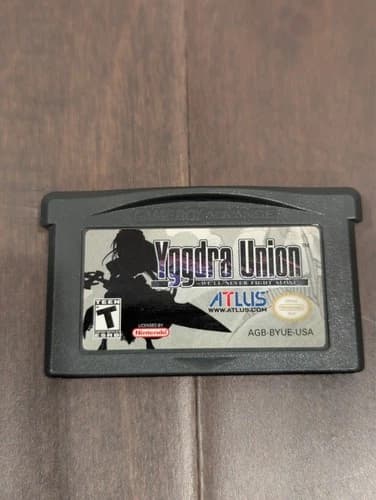 GAME BOY ADVANCE
Yggdra Union
WE'LL NEVER FIGHT ALONE
TEEN
T
ESRB
LICENSED BY
Nintendo
ATLUS
WWW.ATLUS.COM
AGB-BYUE-USA